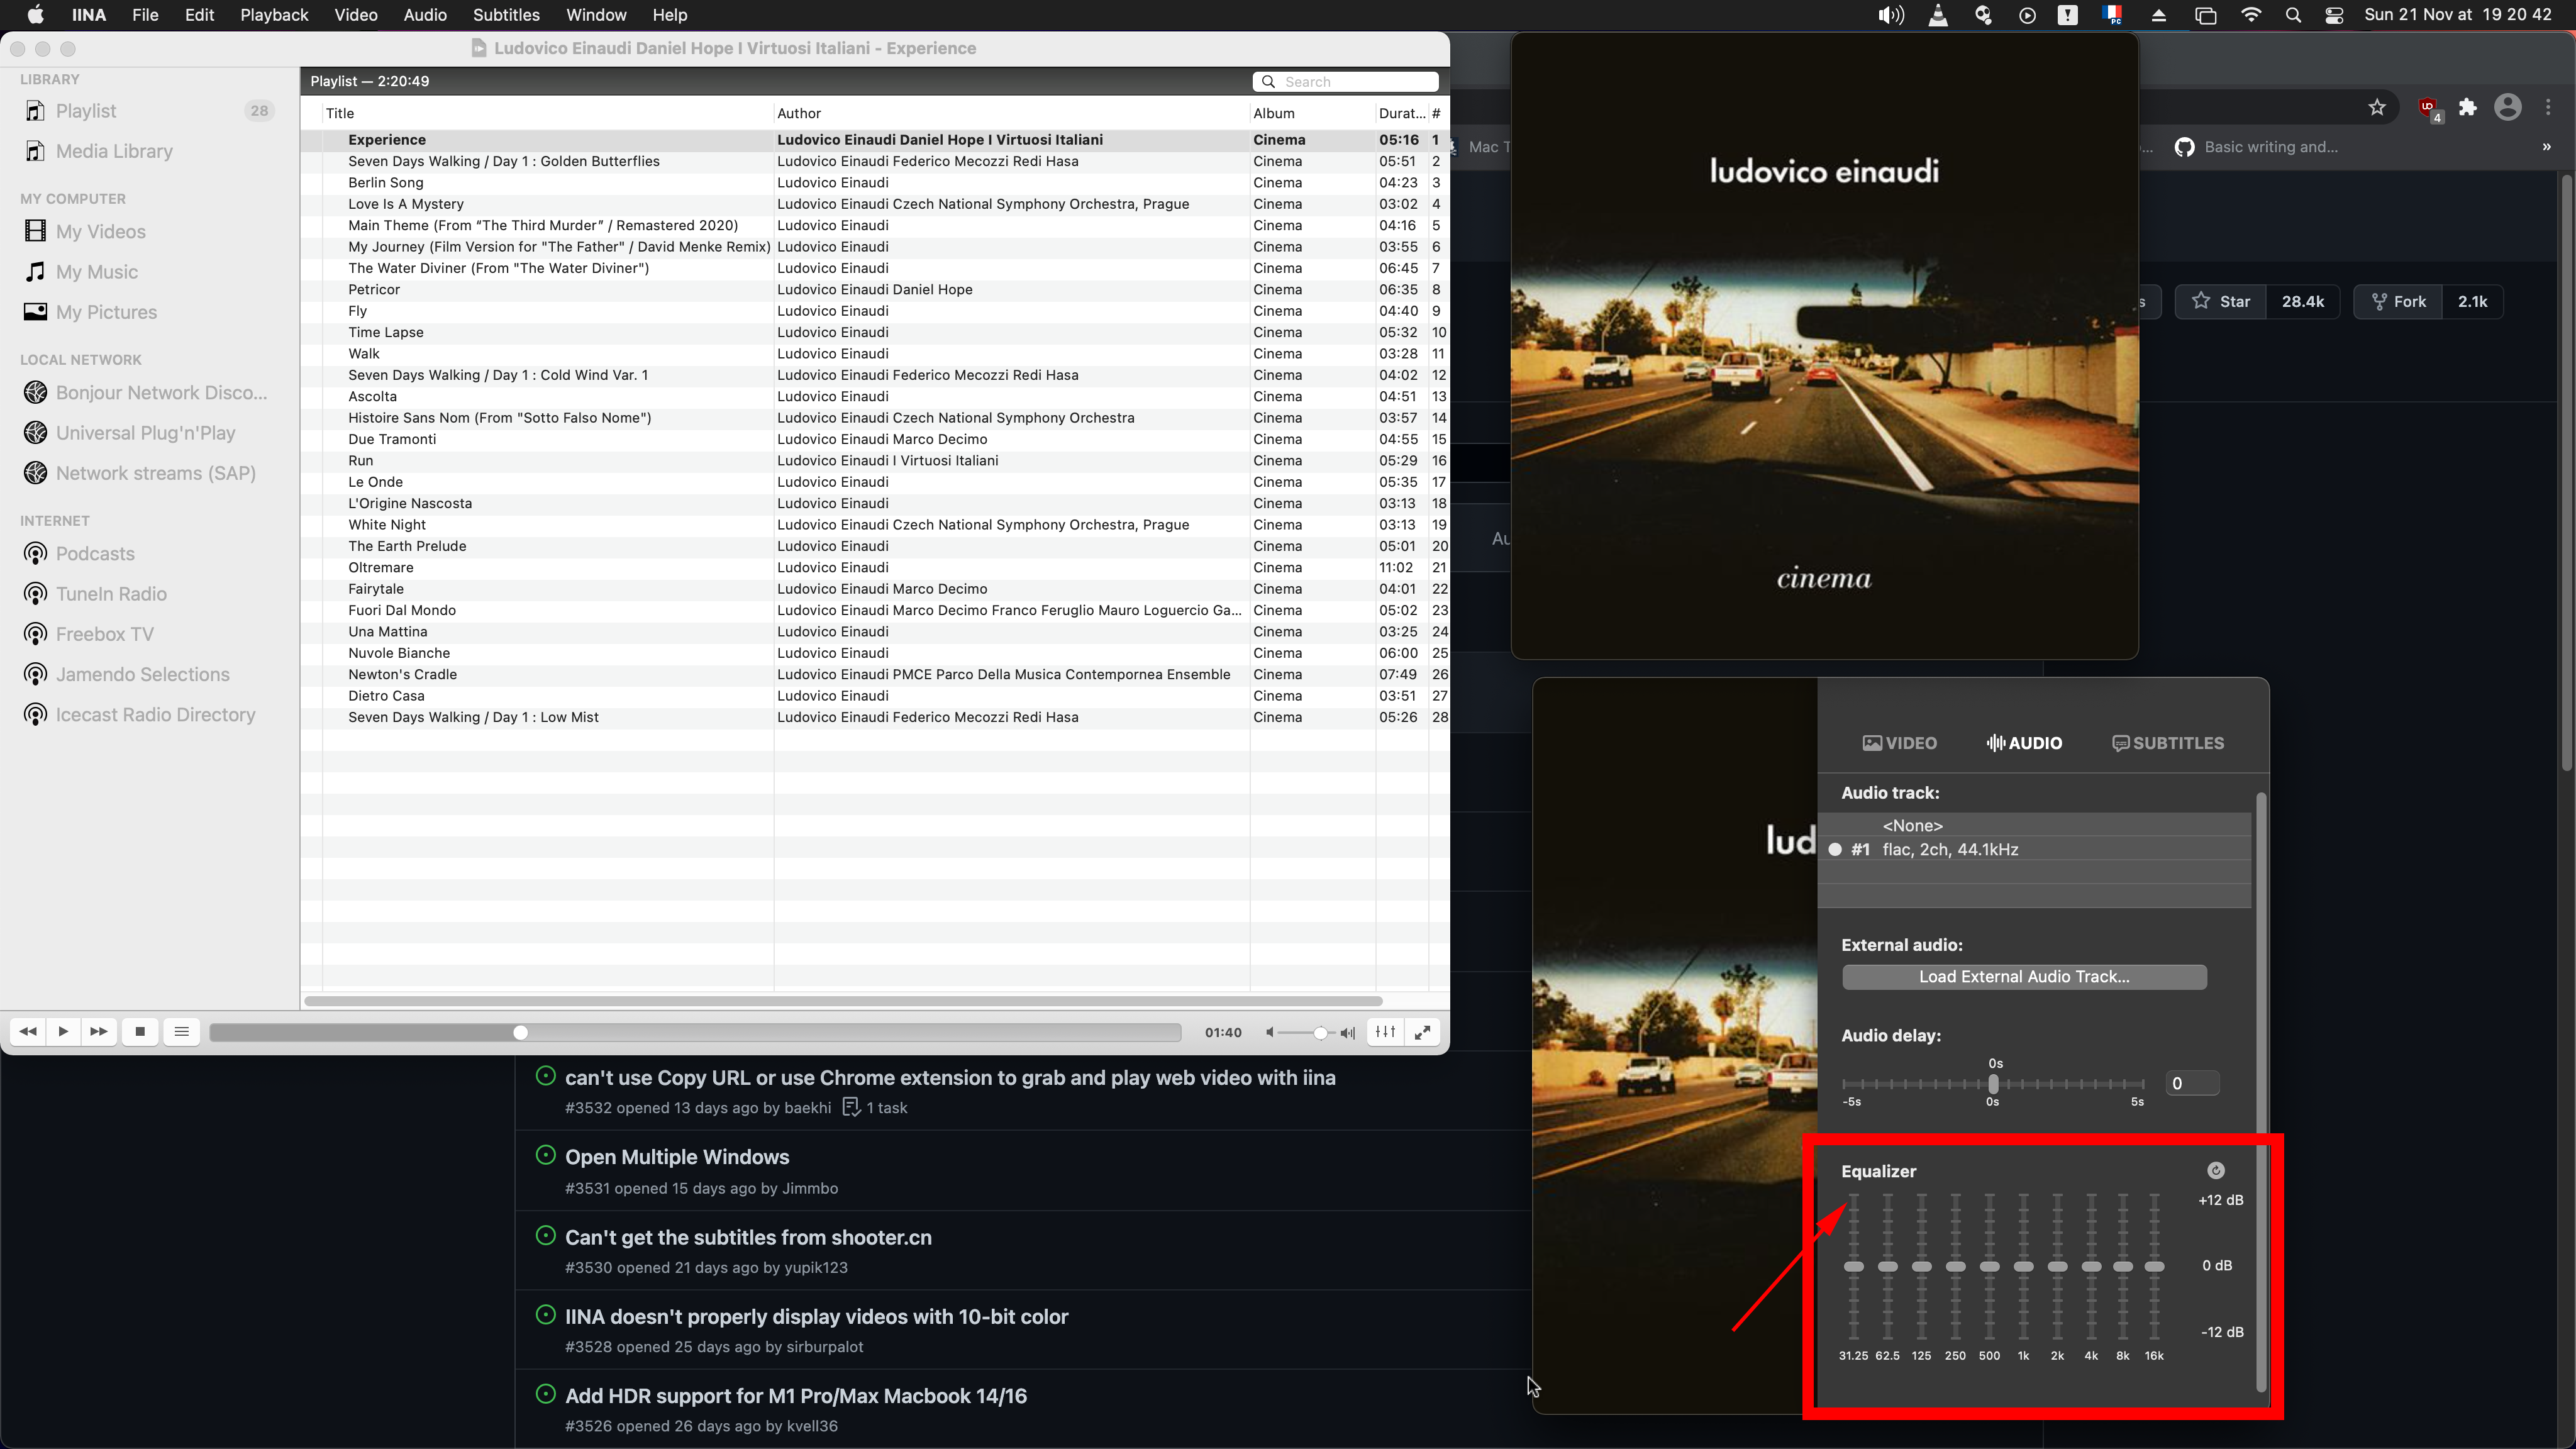 IINA File Edit Playback Video Audio Subtitles Window Help
PC
Sun 21 Nov at 19 20 42
Ludovico Einaudi Daniel Hope I Virtuosi Italiani - Experience
LIBRARY
Playlist 28
Media Library
MY COMPUTER
My Videos
My Music
My Pictures
LOCAL NETWORK
Bonjour Network Disco...
Universal Plug'n'Play
Network streams (SAP)
INTERNET
Podcasts
TuneIn Radio
Freebox TV
Jamendo Selections
Icecast Radio Directory
Playlist — 2:20:49
Search
Title Author Album Durat... #
Experience Ludovico Einaudi Daniel Hope I Virtuosi Italiani Cinema 05:16 1
Seven Days Walking / Day 1 : Golden Butterflies Ludovico Einaudi Federico Mecozzi Redi Hasa Cinema 05:51 2
Berlin Song Ludovico Einaudi Cinema 04:23 3
Love Is A Mystery Ludovico Einaudi Czech National Symphony Orchestra, Prague Cinema 03:02 4
Main Theme (From “The Third Murder” / Remastered 2020) Ludovico Einaudi Cinema 04:16 5
My Journey (Film Version for "The Father" / David Menke Remix) Ludovico Einaudi Cinema 03:55 6
The Water Diviner (From "The Water Diviner") Ludovico Einaudi Cinema 06:45 7
Petricor Ludovico Einaudi Daniel Hope Cinema 06:35 8
Fly Ludovico Einaudi Cinema 04:40 9
Time Lapse Ludovico Einaudi Cinema 05:32 10
Walk Ludovico Einaudi Cinema 03:28 11
Seven Days Walking / Day 1 : Cold Wind Var. 1 Ludovico Einaudi Federico Mecozzi Redi Hasa Cinema 04:02 12
Ascolta Ludovico Einaudi Cinema 04:51 13
Histoire Sans Nom (From "Sotto Falso Nome") Ludovico Einaudi Czech National Symphony Orchestra Cinema 03:57 14
Due Tramonti Ludovico Einaudi Marco Decimo Cinema 04:55 15
Run Ludovico Einaudi I Virtuosi Italiani Cinema 05:29 16
Le Onde Ludovico Einaudi Cinema 05:35 17
L'Origine Nascosta Ludovico Einaudi Cinema 03:13 18
White Night Ludovico Einaudi Czech National Symphony Orchestra, Prague Cinema 03:13 19
The Earth Prelude Ludovico Einaudi Cinema 05:01 20
Oltremare Ludovico Einaudi Cinema 11:02 21
Fairytale Ludovico Einaudi Marco Decimo Cinema 04:01 22
Fuori Dal Mondo Ludovico Einaudi Marco Decimo Franco Feruglio Mauro Loguercio Ga... Cinema 05:02 23
Una Mattina Ludovico Einaudi Cinema 03:25 24
Nuvole Bianche Ludovico Einaudi Cinema 06:00 25
Newton's Cradle Ludovico Einaudi PMCE Parco Della Musica Contempornea Ensemble Cinema 07:49 26
Dietro Casa Ludovico Einaudi Cinema 03:51 27
Seven Days Walking / Day 1 : Low Mist Ludovico Einaudi Federico Mecozzi Redi Hasa Cinema 05:26 28
01:40
ludovico einaudi
cinema
4
Mac T
... Basic writing and... »
s Star 28.4k Fork 2.1k
Au
can't use Copy URL or use Chrome extension to grab and play web video with iina
#3532 opened 13 days ago by baekhi 1 task
Open Multiple Windows
#3531 opened 15 days ago by Jimmbo
Can't get the subtitles from shooter.cn
#3530 opened 21 days ago by yupik123
IINA doesn't properly display videos with 10-bit color
#3528 opened 25 days ago by sirburpalot
Add HDR support for M1 Pro/Max Macbook 14/16
#3526 opened 26 days ago by kvell36
lud
VIDEO AUDIO SUBTITLES
Audio track:
<None>
#1 flac, 2ch, 44.1kHz
External audio:
Load External Audio Track...
Audio delay:
0s
0
-5s 0s 5s
Equalizer
+12 dB
0 dB
-12 dB
31.25 62.5 125 250 500 1k 2k 4k 8k 16k